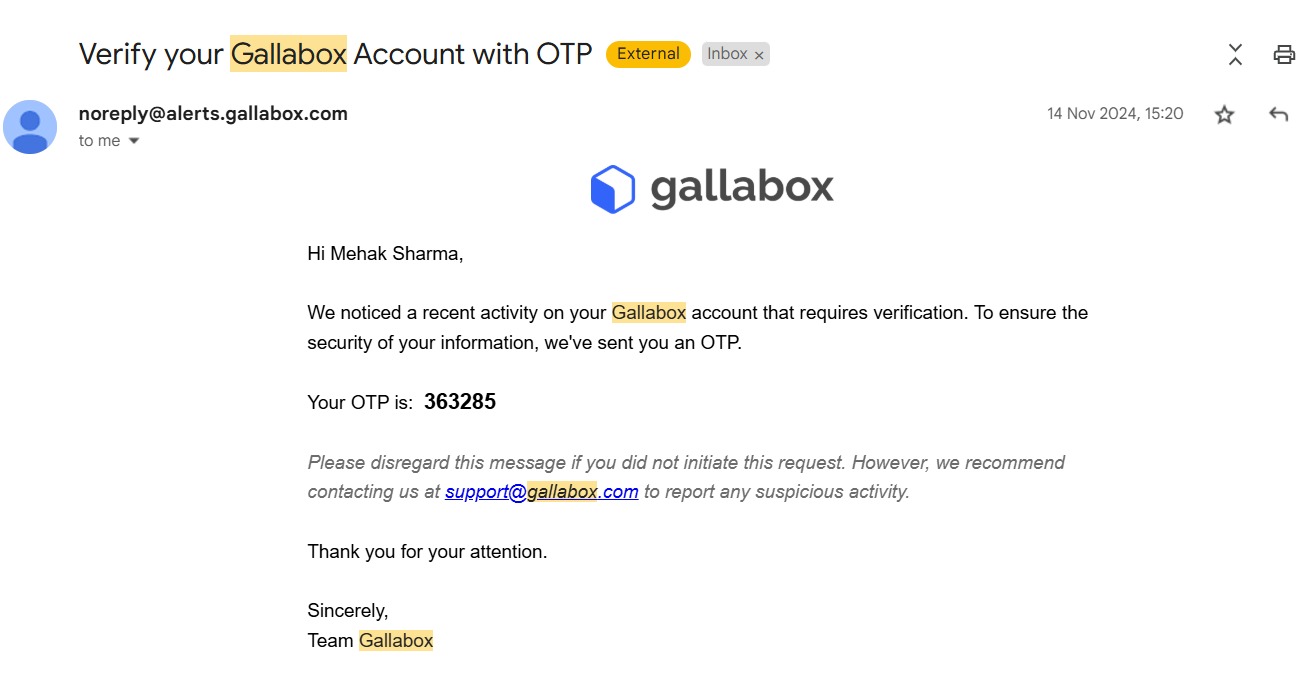 Verify your Gallabox Account with OTP External Inbox ×
noreply@alerts.gallabox.com 14 Nov 2024, 15:20
to me
gallabox
Hi Mehak Sharma,
We noticed a recent activity on your Gallabox account that requires verification. To ensure the
security of your information, we've sent you an OTP.
Your OTP is: 363285
Please disregard this message if you did not initiate this request. However, we recommend
contacting us at support@gallabox.com to report any suspicious activity.
Thank you for your attention.
Sincerely,
Team Gallabox